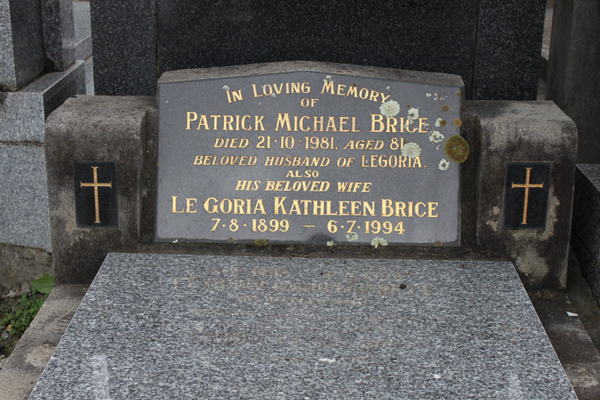 IN LOVING MEMORY
OF
PATRICK MICHAEL BRICE
DIED 21·10·1981. AGED 81.
BELOVED HUSBAND OF LEGORIA.
ALSO
HIS BELOVED WIFE
LE GORIA KATHLEEN BRICE
7·8·1899 — 6·7·1994